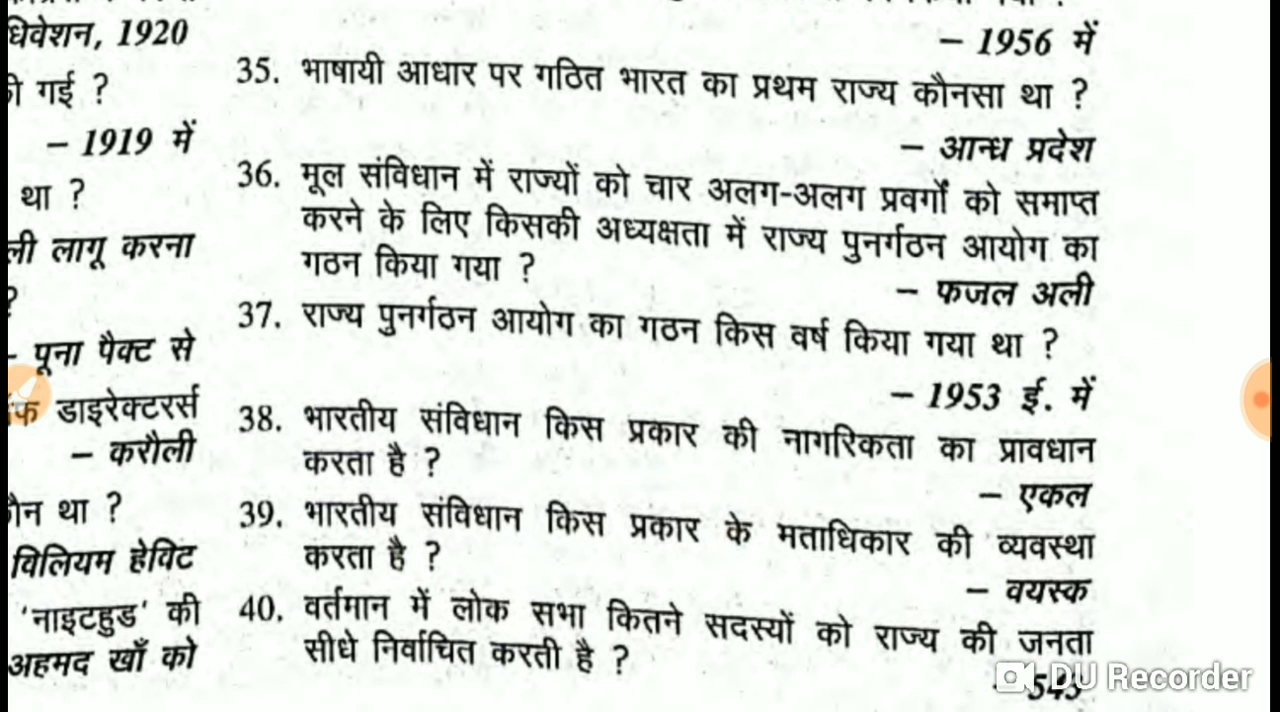 धिवेशन, 1920
गई ?
– 1919 में
था ?
लागू करना
?
– पूना पैक्ट से
डाइरेक्टरर्स
– करौली
था ?
विलियम हेविट
'नाइटहुड' की
अहमद खाँ को
– 1956 में
35. भाषायी आधार पर गठित भारत का प्रथम राज्य कौनसा था ?
– आन्ध प्रदेश
36. मूल संविधान में राज्यों को चार अलग-अलग प्रवर्गों को समाप्त
करने के लिए किसकी अध्यक्षता में राज्य पुनर्गठन आयोग का
गठन किया गया ?
– फजल अली
37. राज्य पुनर्गठन आयोग का गठन किस वर्ष किया गया था ?
– 1953 ई. में
38. भारतीय संविधान किस प्रकार की नागरिकता का प्रावधान
करता है ?
– एकल
39. भारतीय संविधान किस प्रकार के मताधिकार की व्यवस्था
करता है ?
– वयस्क
40. वर्तमान में लोक सभा कितने सदस्यों को राज्य की जनता
सीधे निर्वाचित करती है ?
DU Recorder